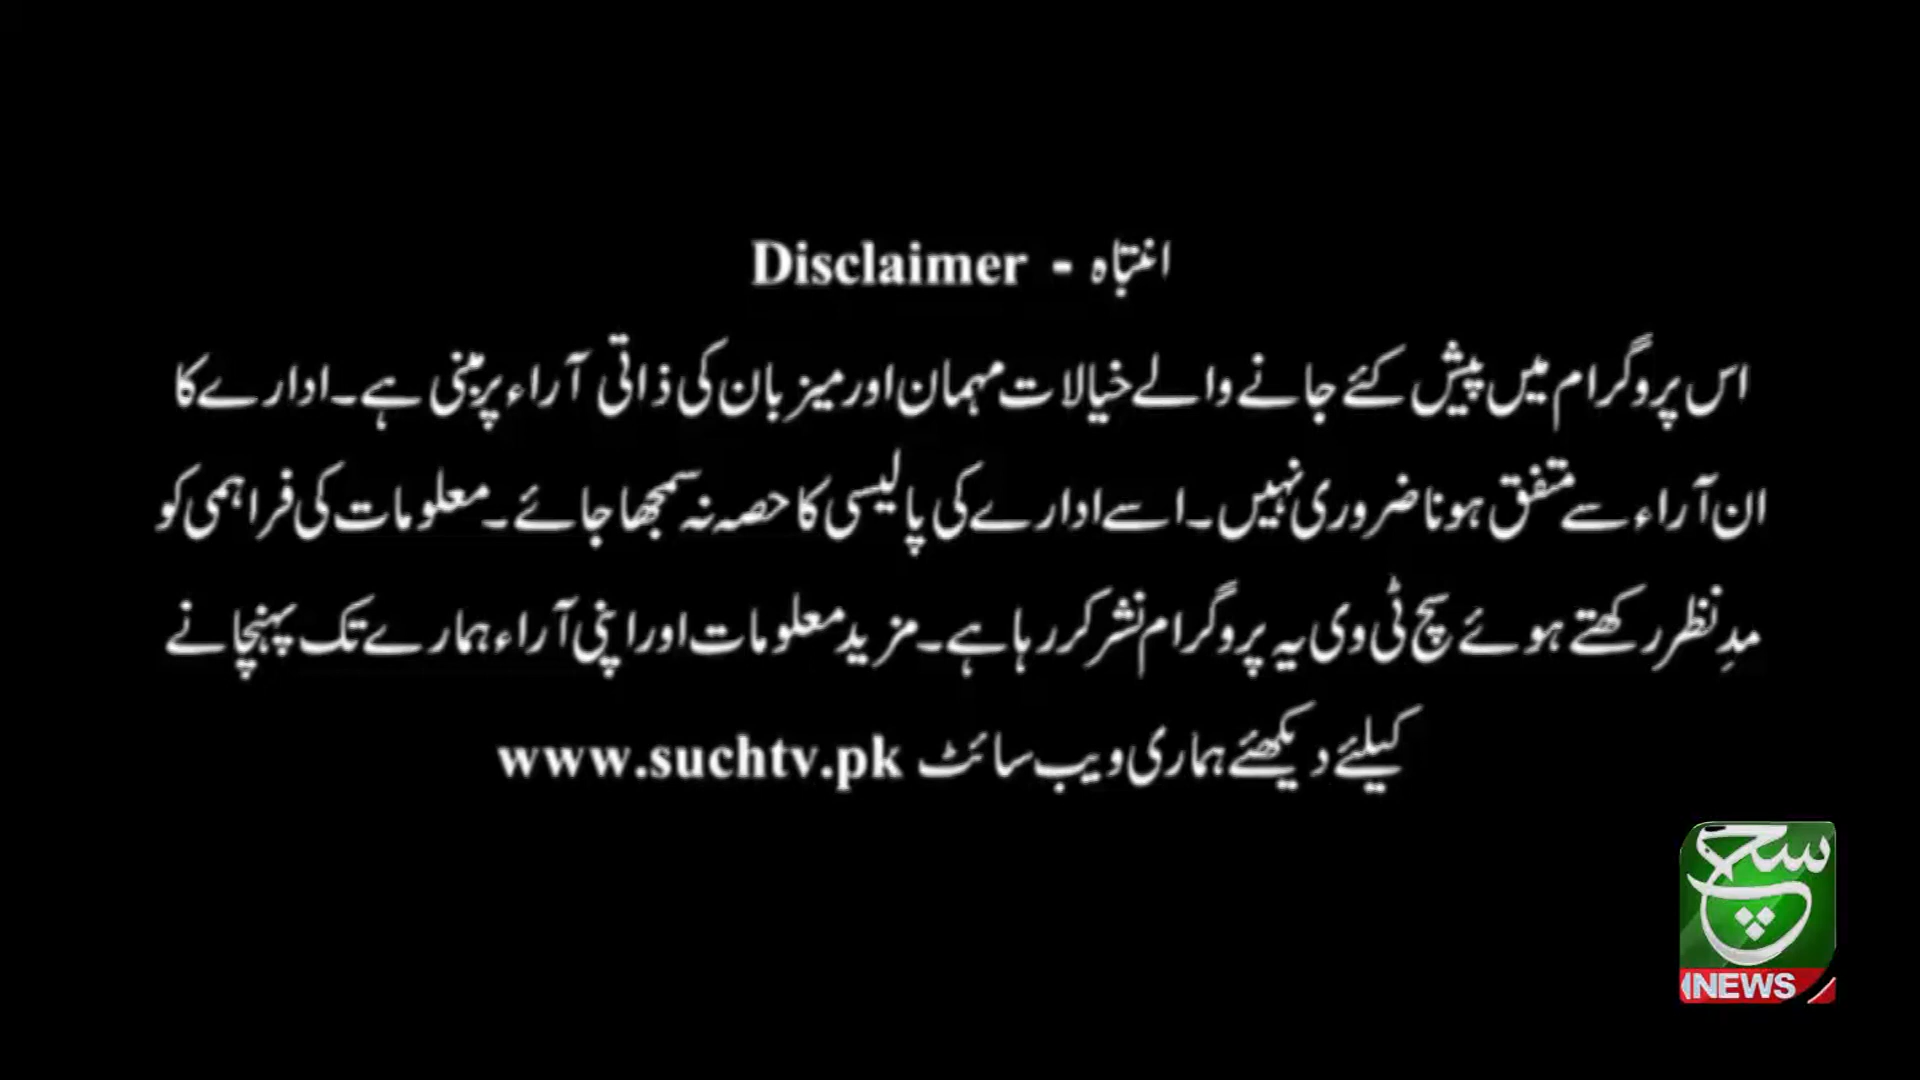 انتباہ - Disclaimer
اس پروگرام میں پیش کئے جانے والے خیالات مہمان اور میزبان کی ذاتی آراء پر مبنی ہے۔ ادارے کا
ان آراء سے متفق ہونا ضروری نہیں۔ اسے ادارے کی پالیسی کا حصہ نہ سمجھا جائے۔ معلومات کی فراہمی کو
مدِنظر رکھتے ہوئے سچ ٹی وی یہ پروگرام نشر کر رہا ہے۔ مزید معلومات اور اپنی آراء ہمارے تک پہنچانے
کیلئے دیکھئے ہماری ویب سائٹ www.suchtv.pk
سچ
NEWS